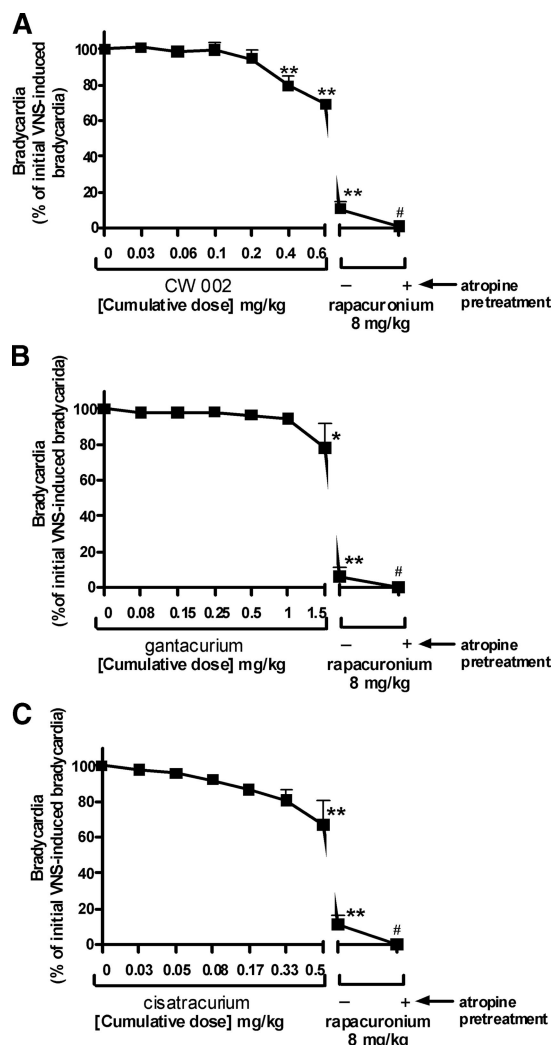 A
Bradycardia
(% of initial VNS-induced
bradycardia)
100
80
60
40
20
0
**
**
**
#
0 0.03 0.06 0.1 0.2 0.4 0.6
CW 002
[Cumulative dose] mg/kg
– +
rapacuronium
8 mg/kg
atropine
pretreatment
B
Bradycardia
(%of initial VNS-induced bradycarida)
100
80
60
40
20
0
*
**
#
0 0.08 0.15 0.25 0.5 1 1.5
gantacurium
[Cumulative dose] mg/kg
– +
rapacuronium
8 mg/kg
atropine
pretreatment
C
Bradycardia
(% of initial VNS-induced bradycardia)
100
80
60
40
20
0
**
**
#
0 0.03 0.05 0.08 0.17 0.33 0.5
cisatracurium
[Cumulative dose] mg/kg
– +
rapacuronium
8 mg/kg
atropine
pretreatment